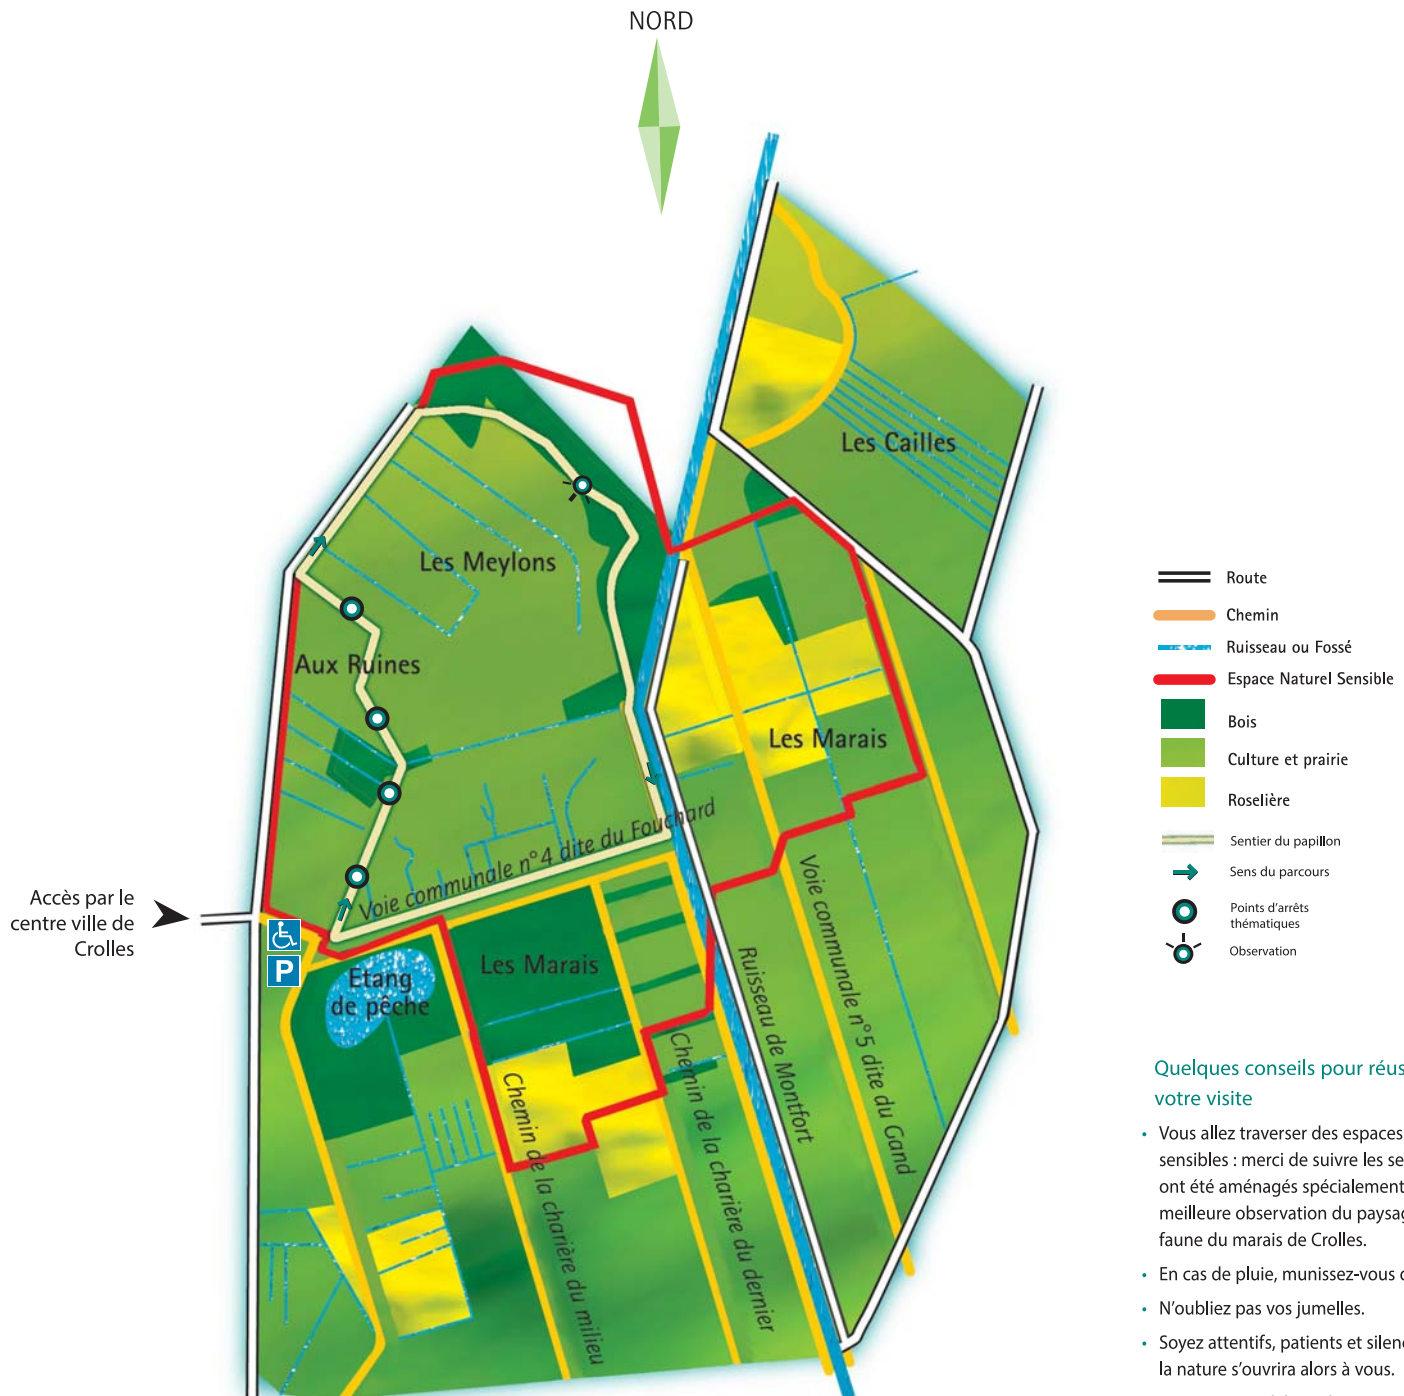 NORD
Les Cailles
Les Meylons
Aux Ruines
Les Marais
Voie communale n°4 dite du Fouchard
Accès par le
centre ville de
Crolles
P
Etang
de pêche
Les Marais
Chemin de la charière du milieu
Chemin de la charière du dernier
Ruisseau de Montfort
Voie communale n°5 dite du Gand
Route
Chemin
Ruisseau ou Fossé
Espace Naturel Sensible
Bois
Culture et prairie
Roselière
Sentier du papillon
Sens du parcours
Points d'arrêts
thématiques
Observation
Quelques conseils pour réus
votre visite
• Vous allez traverser des espaces
sensibles : merci de suivre les se
ont été aménagés spécialement
meilleure observation du paysag
faune du marais de Crolles.
• En cas de pluie, munissez-vous d
• N'oubliez pas vos jumelles.
• Soyez attentifs, patients et silenc
la nature s'ouvrira alors à vous.